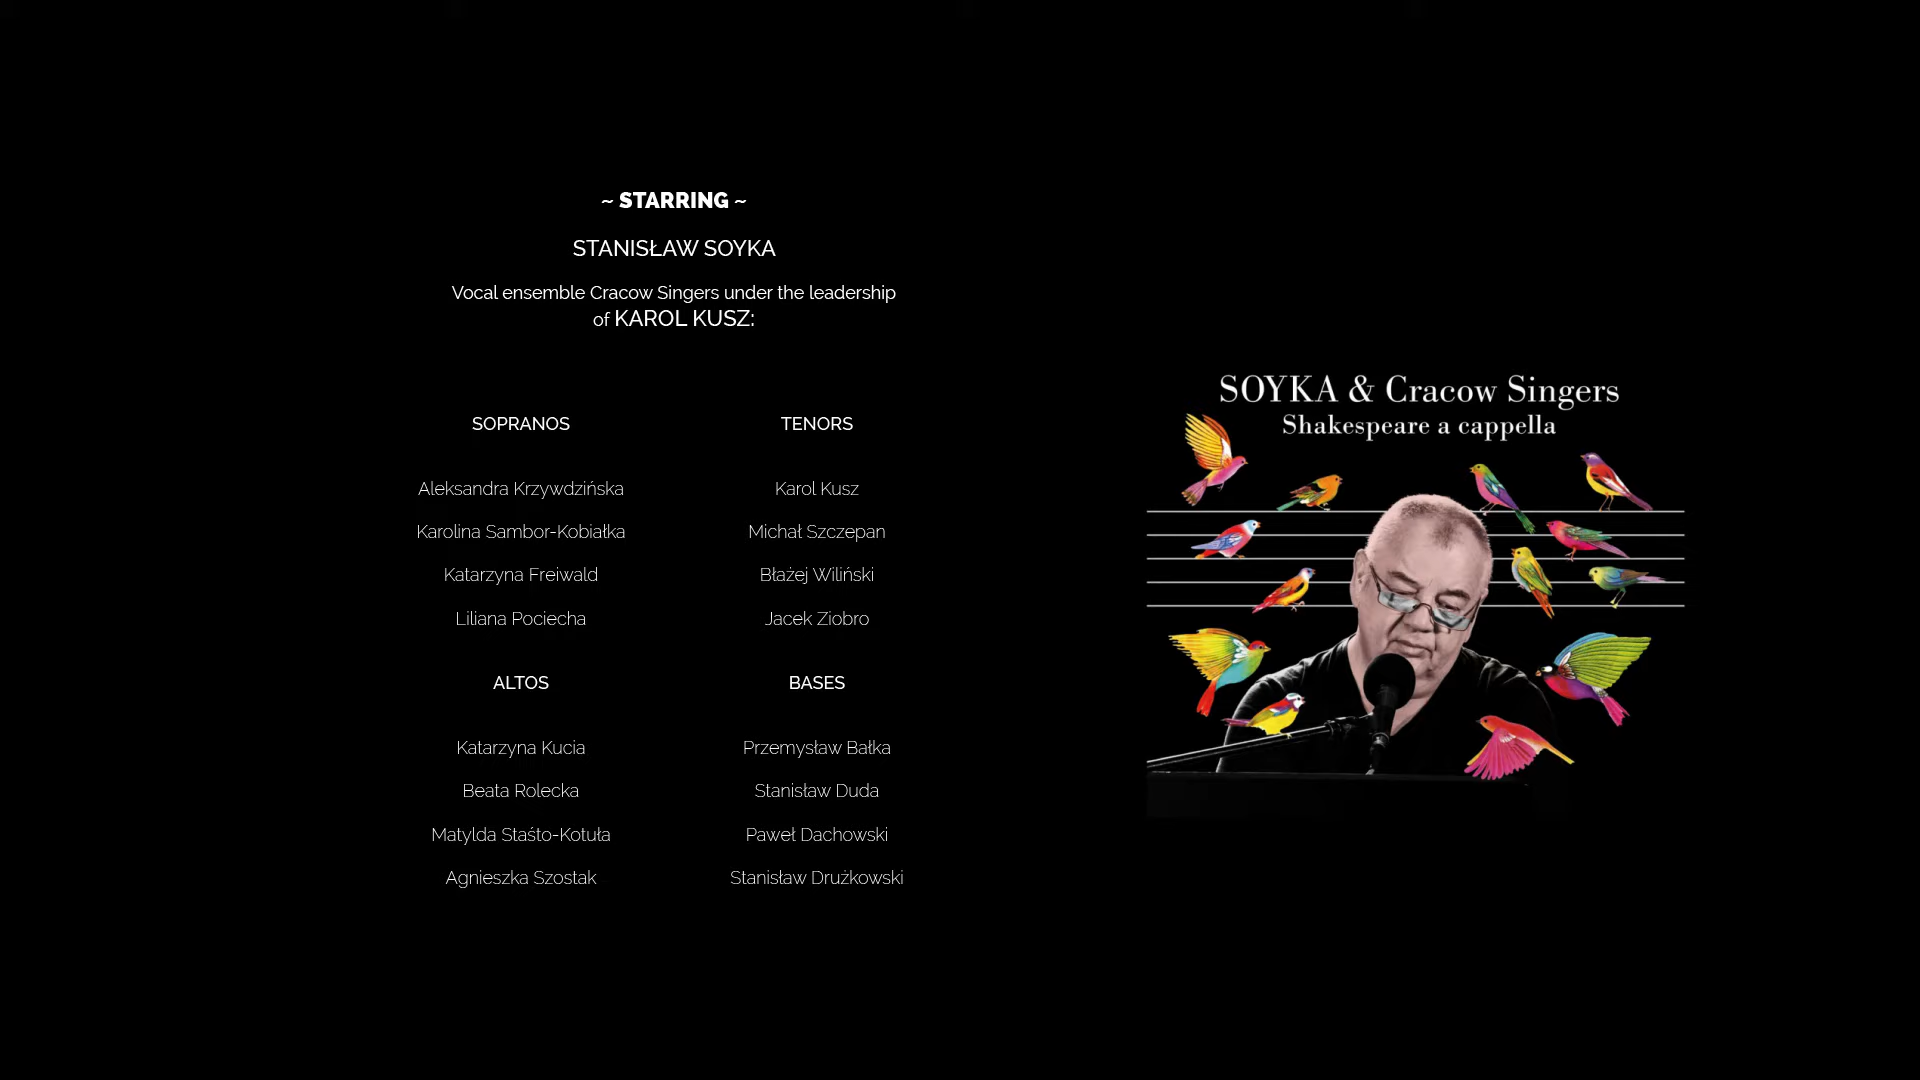 ~ STARRING ~
STANISŁAW SOYKA
Vocal ensemble Cracow Singers under the leadership
of KAROL KUSZ:
SOPRANOS
Aleksandra Krzywdzińska
Karolina Sambor-Kobiałka
Katarzyna Freiwald
Liliana Pociecha
TENORS
Karol Kusz
Michał Szczepan
Błażej Wiliński
Jacek Ziobro
ALTOS
Katarzyna Kucia
Beata Rolecka
Matylda Staśto-Kotuła
Agnieszka Szostak
BASES
Przemysław Bałka
Stanisław Duda
Paweł Dachowski
Stanisław Drużkowski
SOYKA & Cracow Singers
Shakespeare a cappella